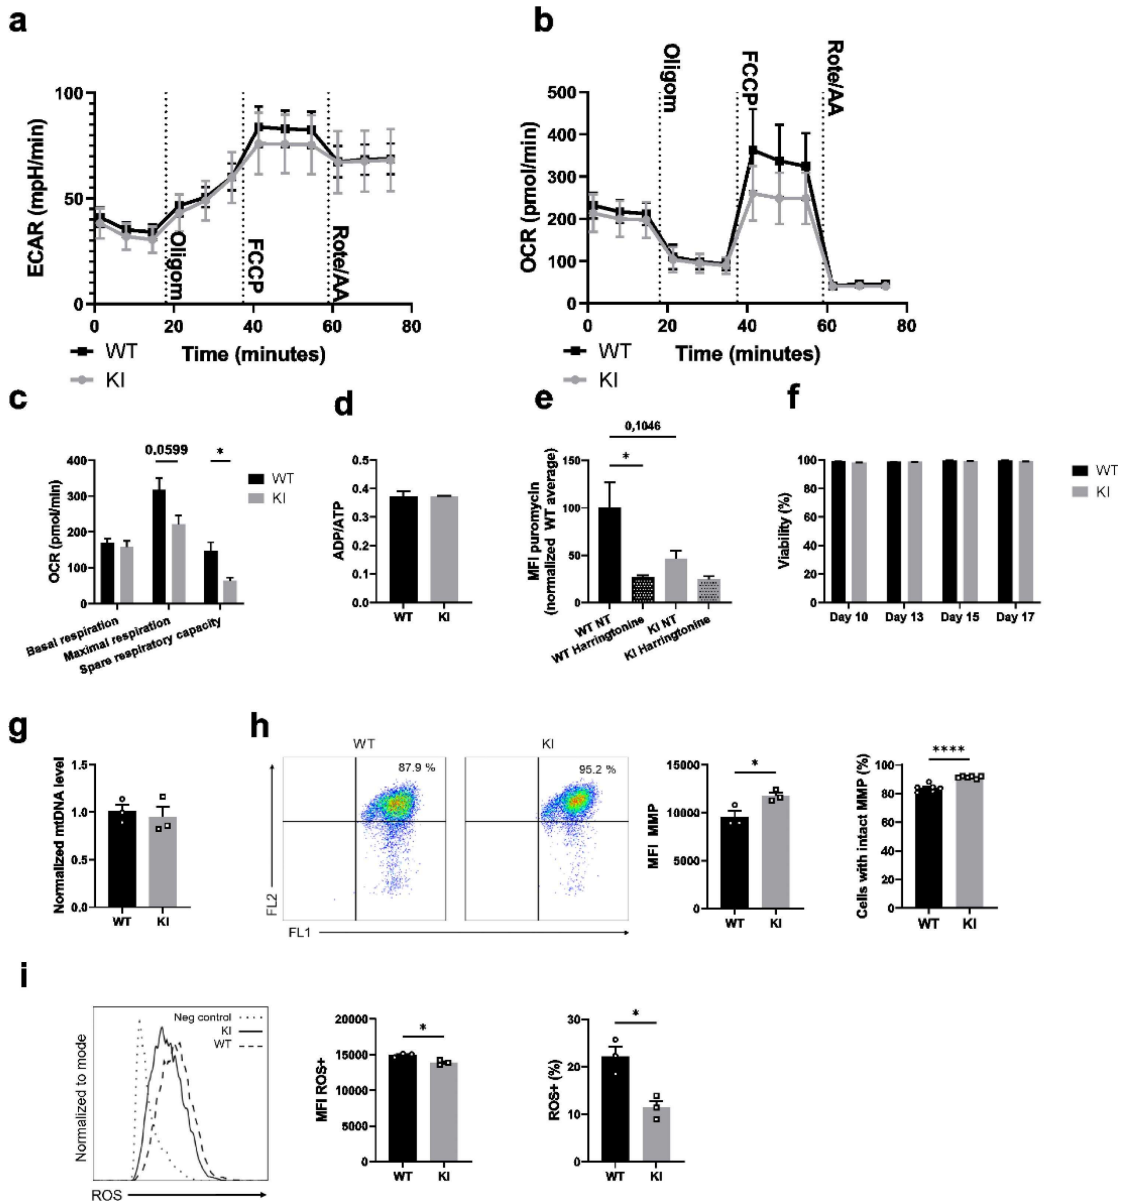 a
ECAR (mpH/min)
100
50
0
Oligom
FCCP
Rote/AA
0 20 40 60 80
Time (minutes)
WT
KI
b
OCR (pmol/min)
500
400
300
200
100
0
Oligom
FCCP
Rote/AA
0 20 40 60 80
Time (minutes)
WT
KI
c
OCR (pmol/min)
400
300
200
100
0
0,0599
*
WT
KI
Basal respiration
Maximal respiration
Spare respiratory capacity
d
ADP/ATP
0.5
0.4
0.3
0.2
0.1
0.0
WT KI
e
MFI puromycin
(normalized WT average)
150
100
50
0
0,1046
*
WT NT
WT Harringtonine
KI NT
KI Harringtonine
f
Viability (%)
100
80
60
40
20
0
Day 10 Day 13 Day 15 Day 17
WT
KI
g
Normalized mtDNA level
1.5
1.0
0.5
0.0
WT KI
h
WT
87.9 %
KI
95.2 %
FL2
FL1
MFI MMP
15000
10000
5000
0
*
WT KI
Cells with intact MMP (%)
100
80
60
40
20
0
****
WT KI
i
Normalized to mode
Neg control
KI
WT
ROS
MFI ROS+
20000
15000
10000
5000
0
*
WT KI
ROS+ (%)
30
20
10
0
*
WT KI